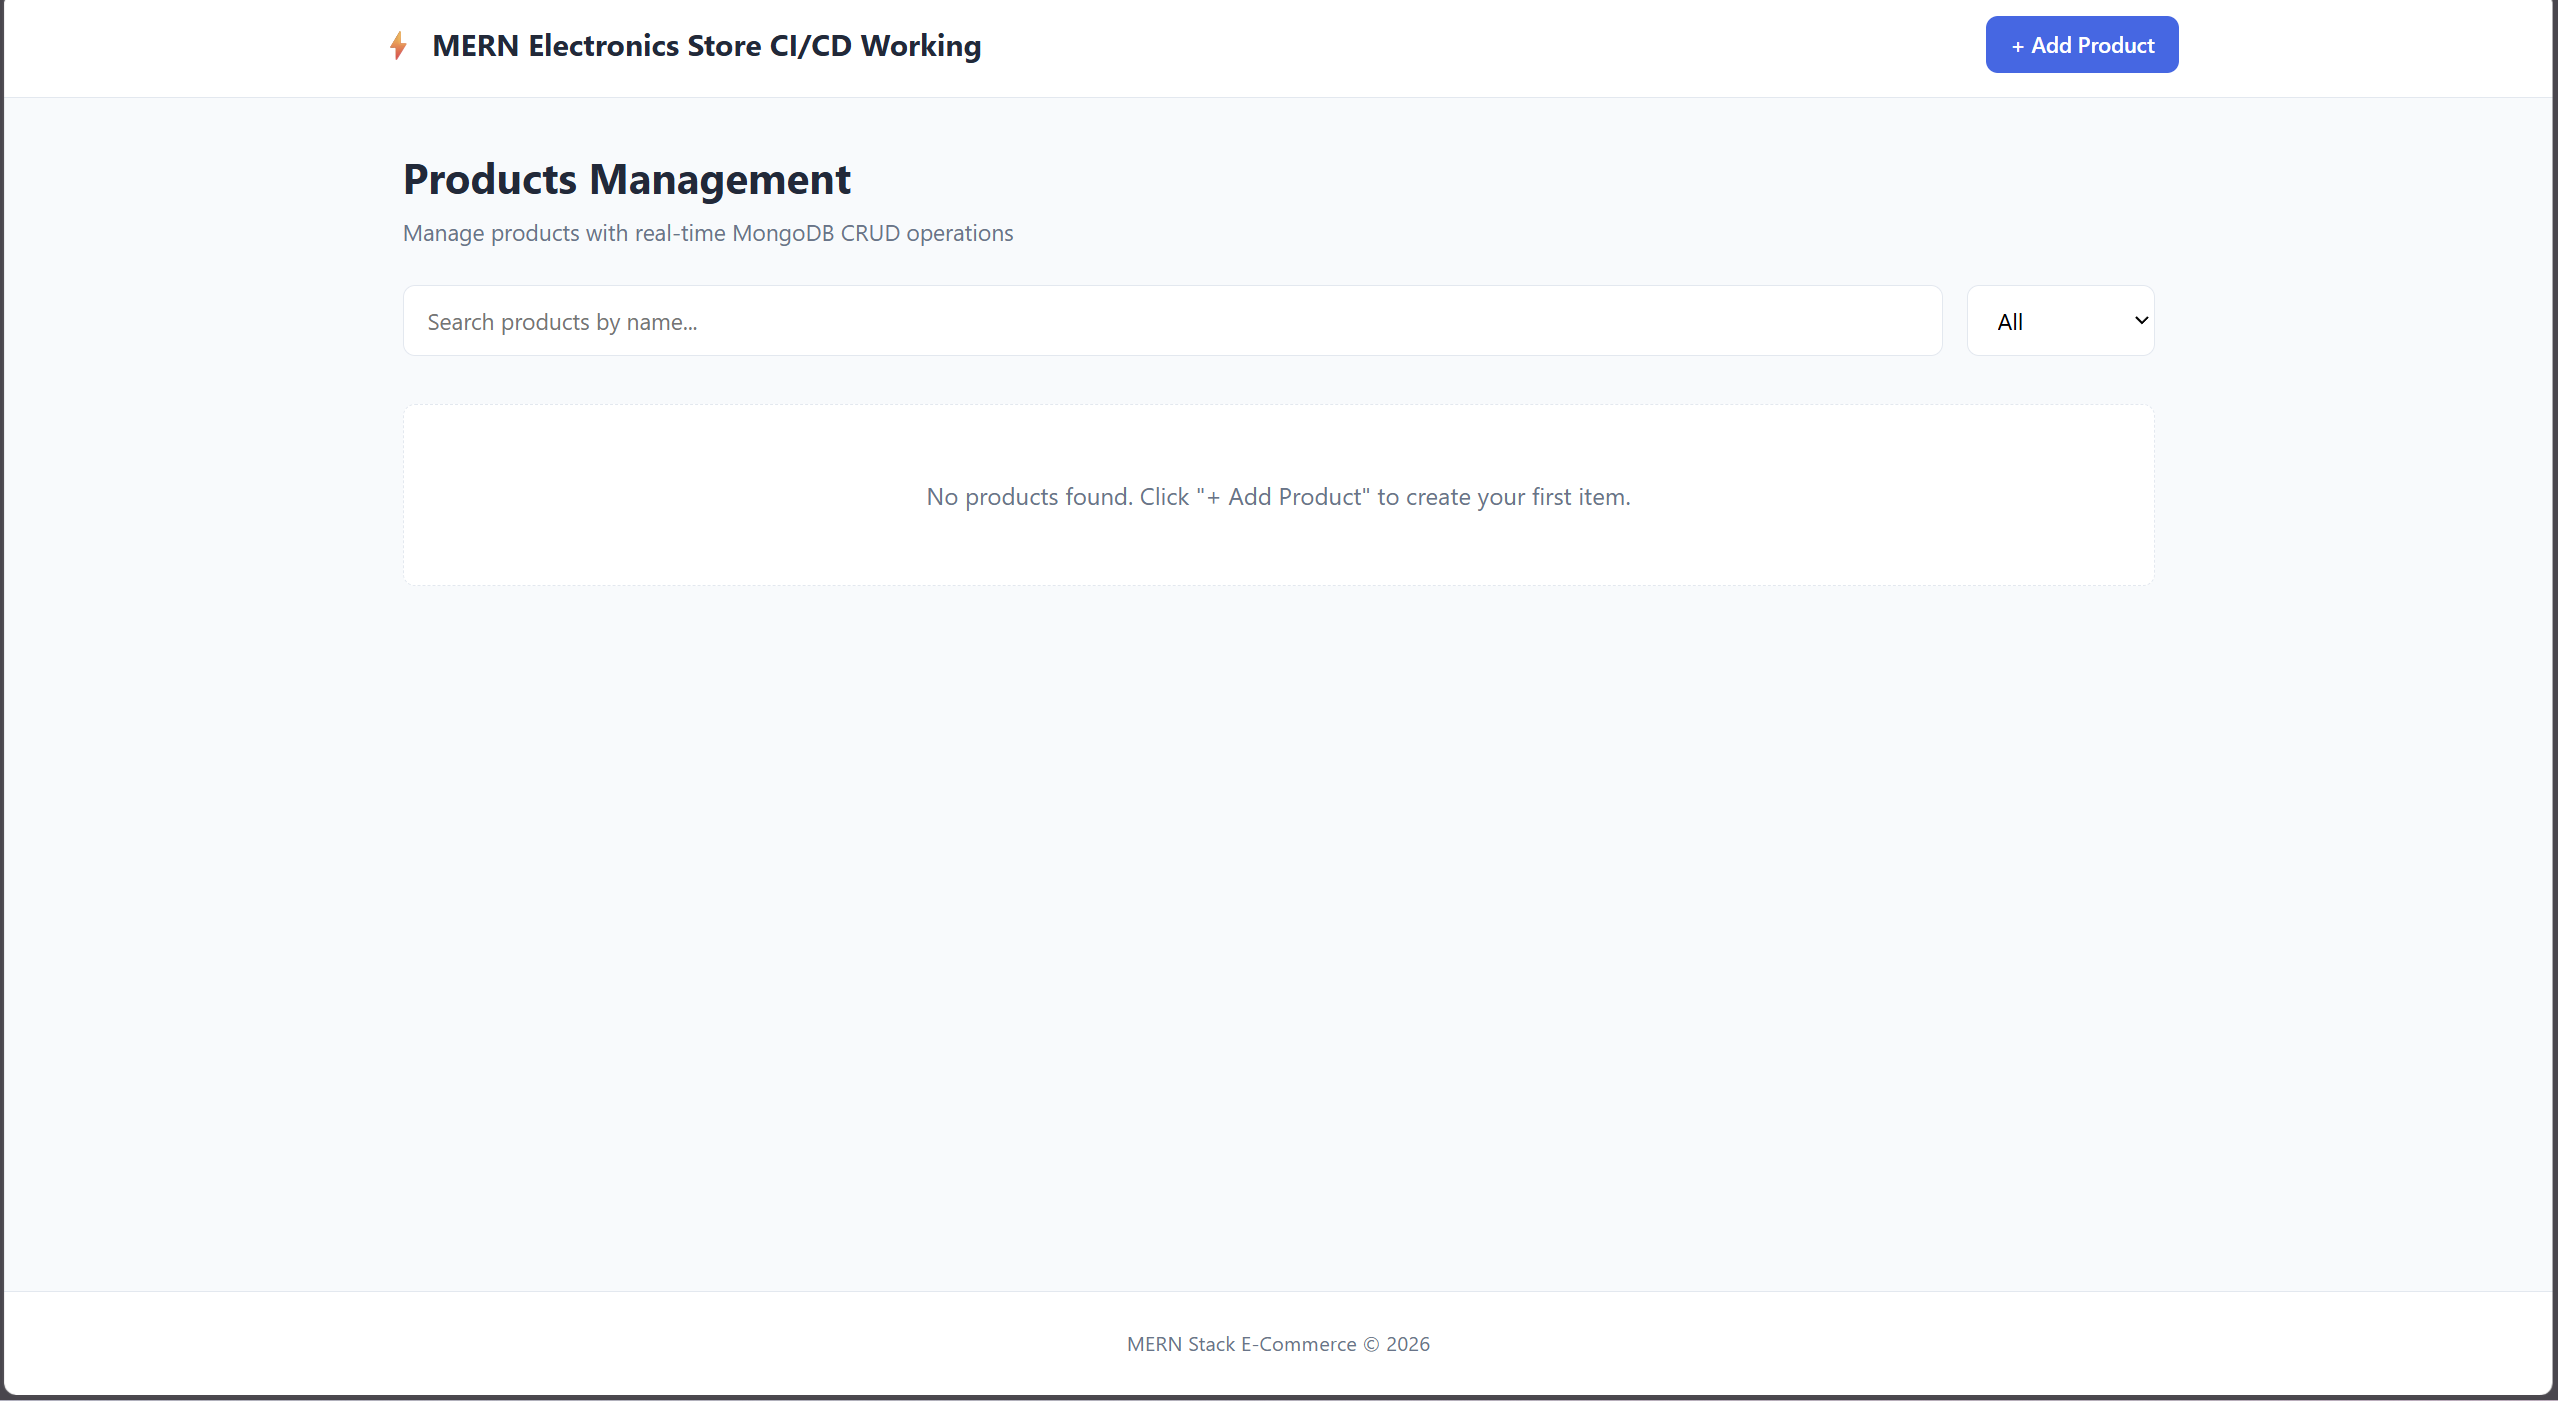 MERN Electronics Store CI/CD Working
+ Add Product
Products Management
Manage products with real-time MongoDB CRUD operations
Search products by name...
All
No products found. Click "+ Add Product" to create your first item.
MERN Stack E-Commerce © 2026